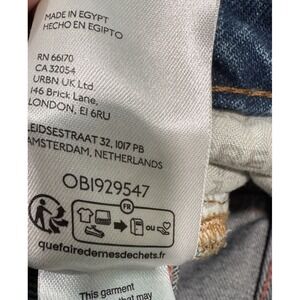 MADE IN EGYPT
HECHO EN EGIPTO
RN 66170
CA 32054
URBN UK Ltd
146 Brick Lane,
LONDON, E1 6RU
LEIDSESTRAAT 32, 1017 PB
AMSTERDAM, NETHERLANDS
OB1929547
FR
OU
quefairedemesdechets.fr
This garment
that may